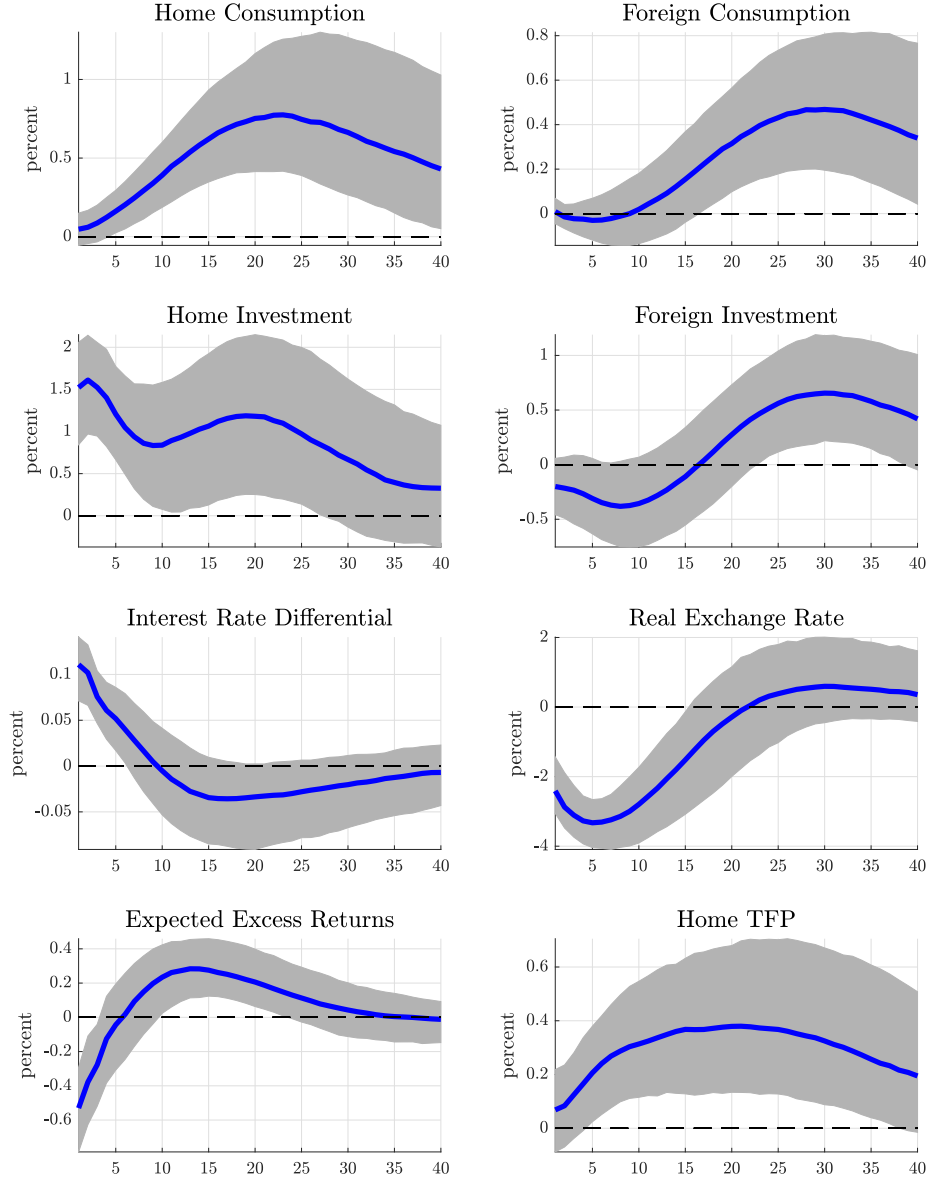 Home Consumption
percent
1
0.5
0
5 10 15 20 25 30 35 40
Foreign Consumption
percent
0.8
0.6
0.4
0.2
0
5 10 15 20 25 30 35 40
Home Investment
percent
2
1.5
1
0.5
0
5 10 15 20 25 30 35 40
Foreign Investment
percent
1
0.5
0
-0.5
5 10 15 20 25 30 35 40
Interest Rate Differential
percent
0.1
0.05
0
-0.05
5 10 15 20 25 30 35 40
Real Exchange Rate
percent
2
0
-2
-4
5 10 15 20 25 30 35 40
Expected Excess Returns
percent
0.4
0.2
0
-0.2
-0.4
-0.6
5 10 15 20 25 30 35 40
Home TFP
percent
0.6
0.4
0.2
0
5 10 15 20 25 30 35 40